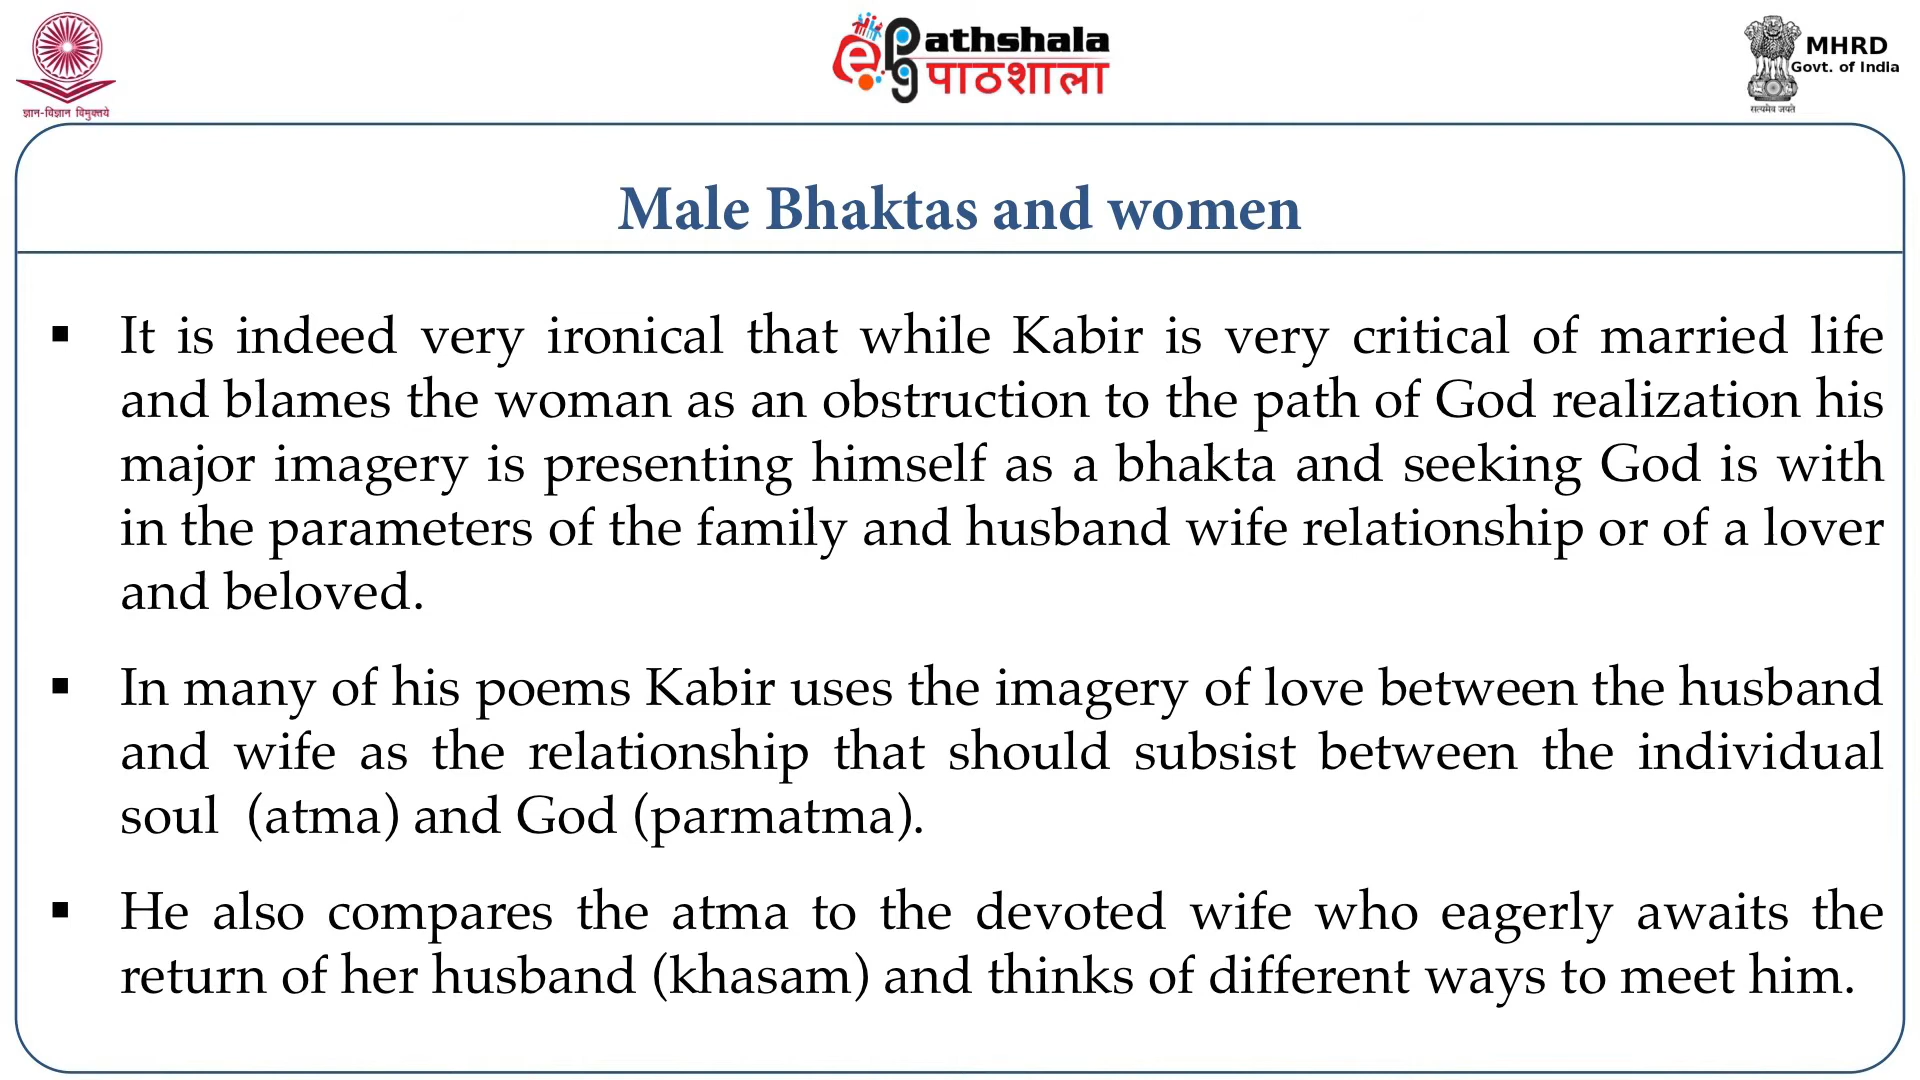 ज्ञान-विज्ञान विमुक्तये
ePG Pathshala
पाठशाला
MHRD
Govt. of India
सत्यमेव जयते
Male Bhaktas and women
▪ It is indeed very ironical that while Kabir is very critical of married life
and blames the woman as an obstruction to the path of God realization his
major imagery is presenting himself as a bhakta and seeking God is with
in the parameters of the family and husband wife relationship or of a lover
and beloved.
▪ In many of his poems Kabir uses the imagery of love between the husband
and wife as the relationship that should subsist between the individual
soul (atma) and God (parmatma).
▪ He also compares the atma to the devoted wife who eagerly awaits the
return of her husband (khasam) and thinks of different ways to meet him.